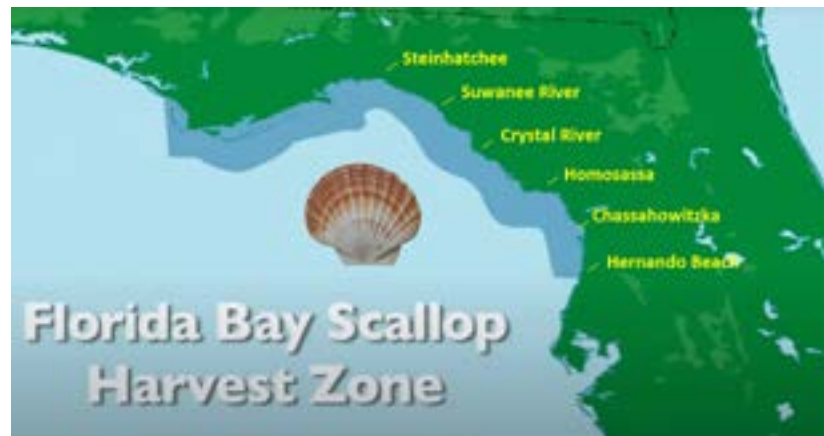 Steinhatchee
Suwanee River
Crystal River
Homosassa
Chassahowitzka
Hernando Beach
Florida Bay Scallop
Harvest Zone